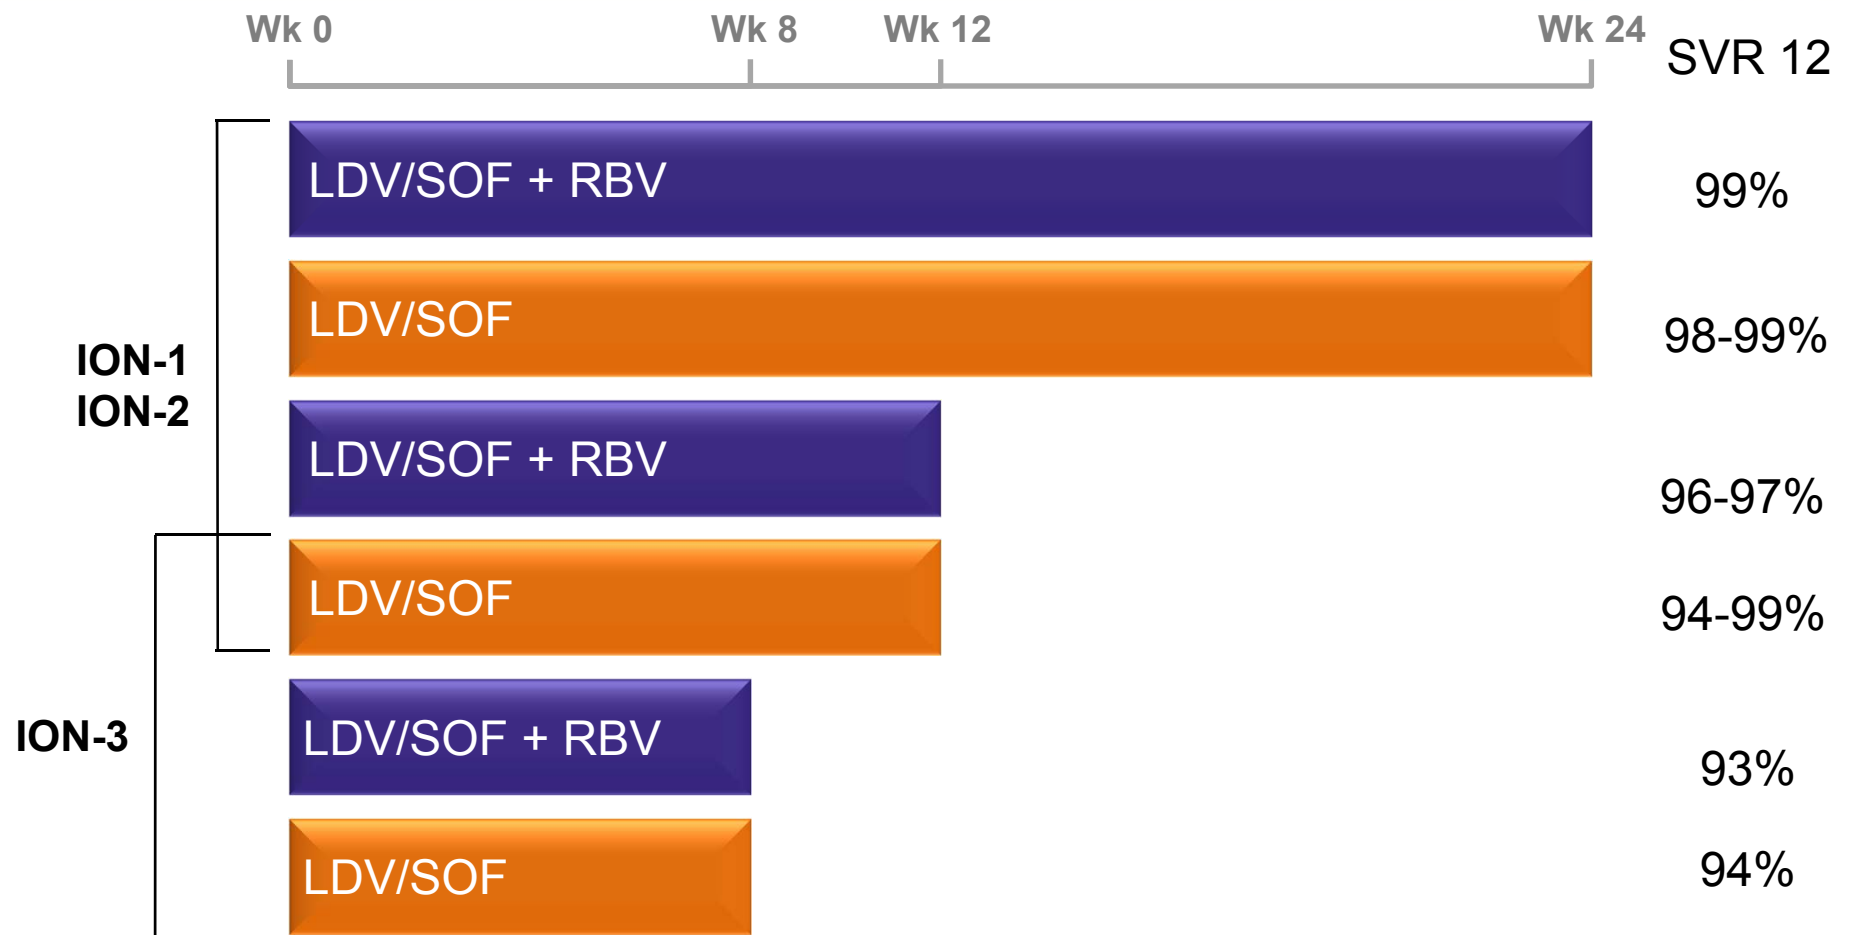 Wk 0 Wk 8 Wk 12 Wk 24
SVR 12
LDV/SOF + RBV 99%
LDV/SOF 98-99%
ION-1
ION-2
LDV/SOF + RBV 96-97%
LDV/SOF 94-99%
ION-3
LDV/SOF + RBV 93%
LDV/SOF 94%